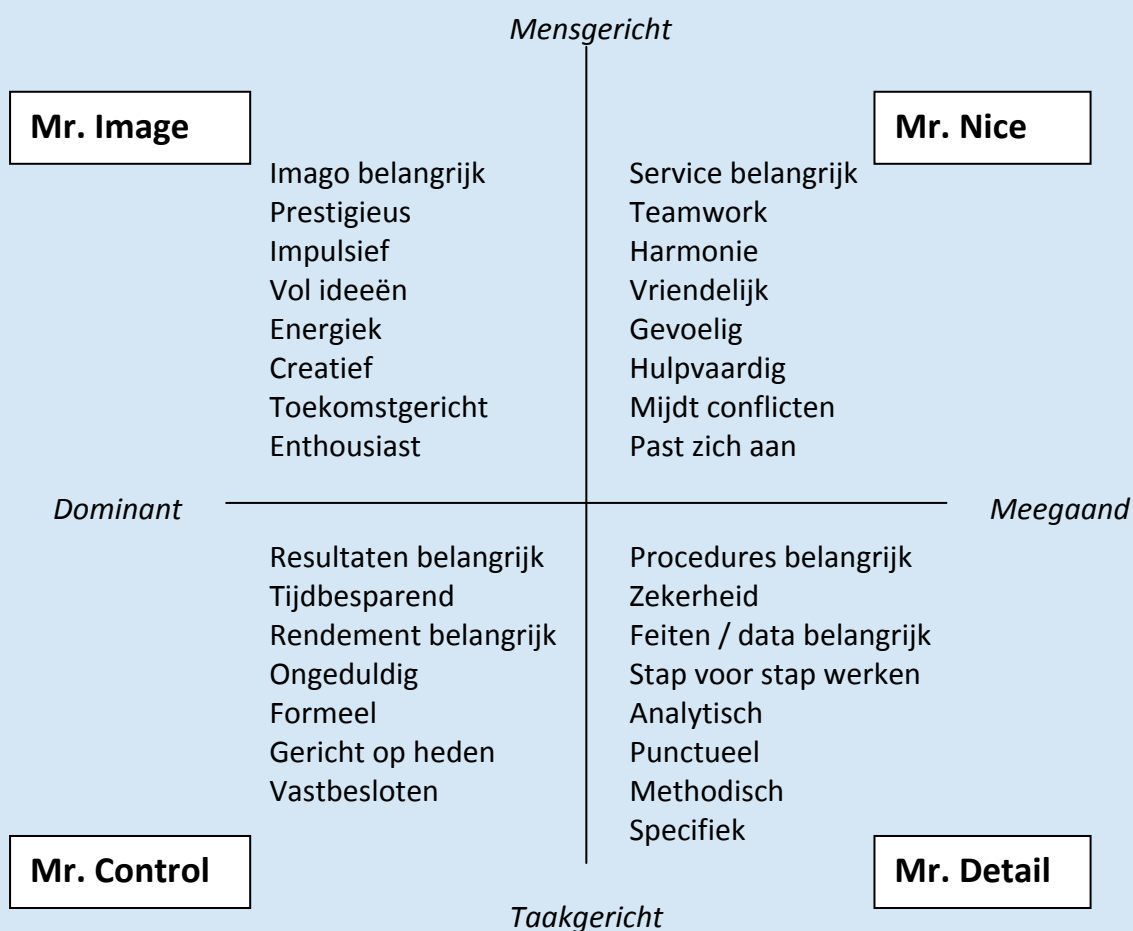 Mensgericht
Mr. Image
Mr. Nice
Imago belangrijk
Prestigieus
Impulsief
Vol ideeën
Energiek
Creatief
Toekomstgericht
Enthousiast
Service belangrijk
Teamwork
Harmonie
Vriendelijk
Gevoelig
Hulpvaardig
Mijdt conflicten
Past zich aan
Dominant
Meegaand
Resultaten belangrijk
Tijdbesparend
Rendement belangrijk
Ongeduldig
Formeel
Gericht op heden
Vastbesloten
Procedures belangrijk
Zekerheid
Feiten / data belangrijk
Stap voor stap werken
Analytisch
Punctueel
Methodisch
Specifiek
Mr. Control
Mr. Detail
Taakgericht